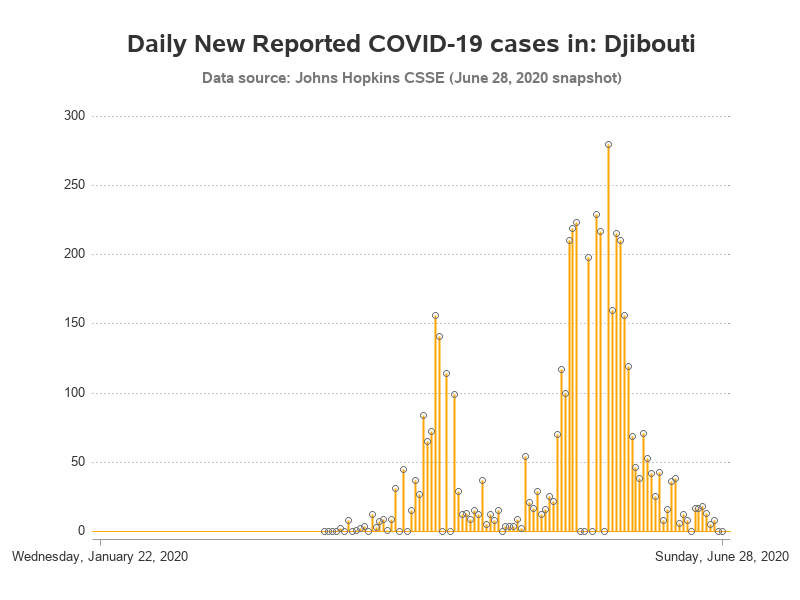 Daily New Reported COVID-19 cases in: Djibouti
Data source: Johns Hopkins CSSE (June 28, 2020 snapshot)
300
250
200
150
100
50
0
Wednesday, January 22, 2020
Sunday, June 28, 2020